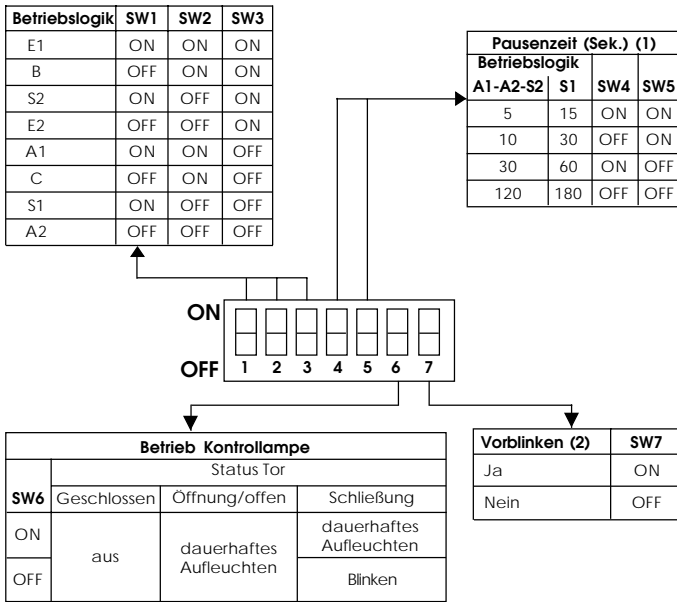 Betriebslogik SW1 SW2 SW3
E1 ON ON ON
B OFF ON ON
S2 ON OFF ON
E2 OFF OFF ON
A1 ON ON OFF
C OFF ON OFF
S1 ON OFF OFF
A2 OFF OFF OFF
Pausenzeit (Sek.) (1)
Betriebslogik
A1-A2-S2 S1 SW4 SW5
5 15 ON ON
10 30 OFF ON
30 60 ON OFF
120 180 OFF OFF
ON
OFF 1 2 3 4 5 6 7
Betrieb Kontrollampe
Status Tor
SW6 Geschlossen Öffnung/offen Schließung
ON aus dauerhaftes Aufleuchten dauerhaftes Aufleuchten
OFF Blinken
Vorblinken (2) SW7
Ja ON
Nein OFF